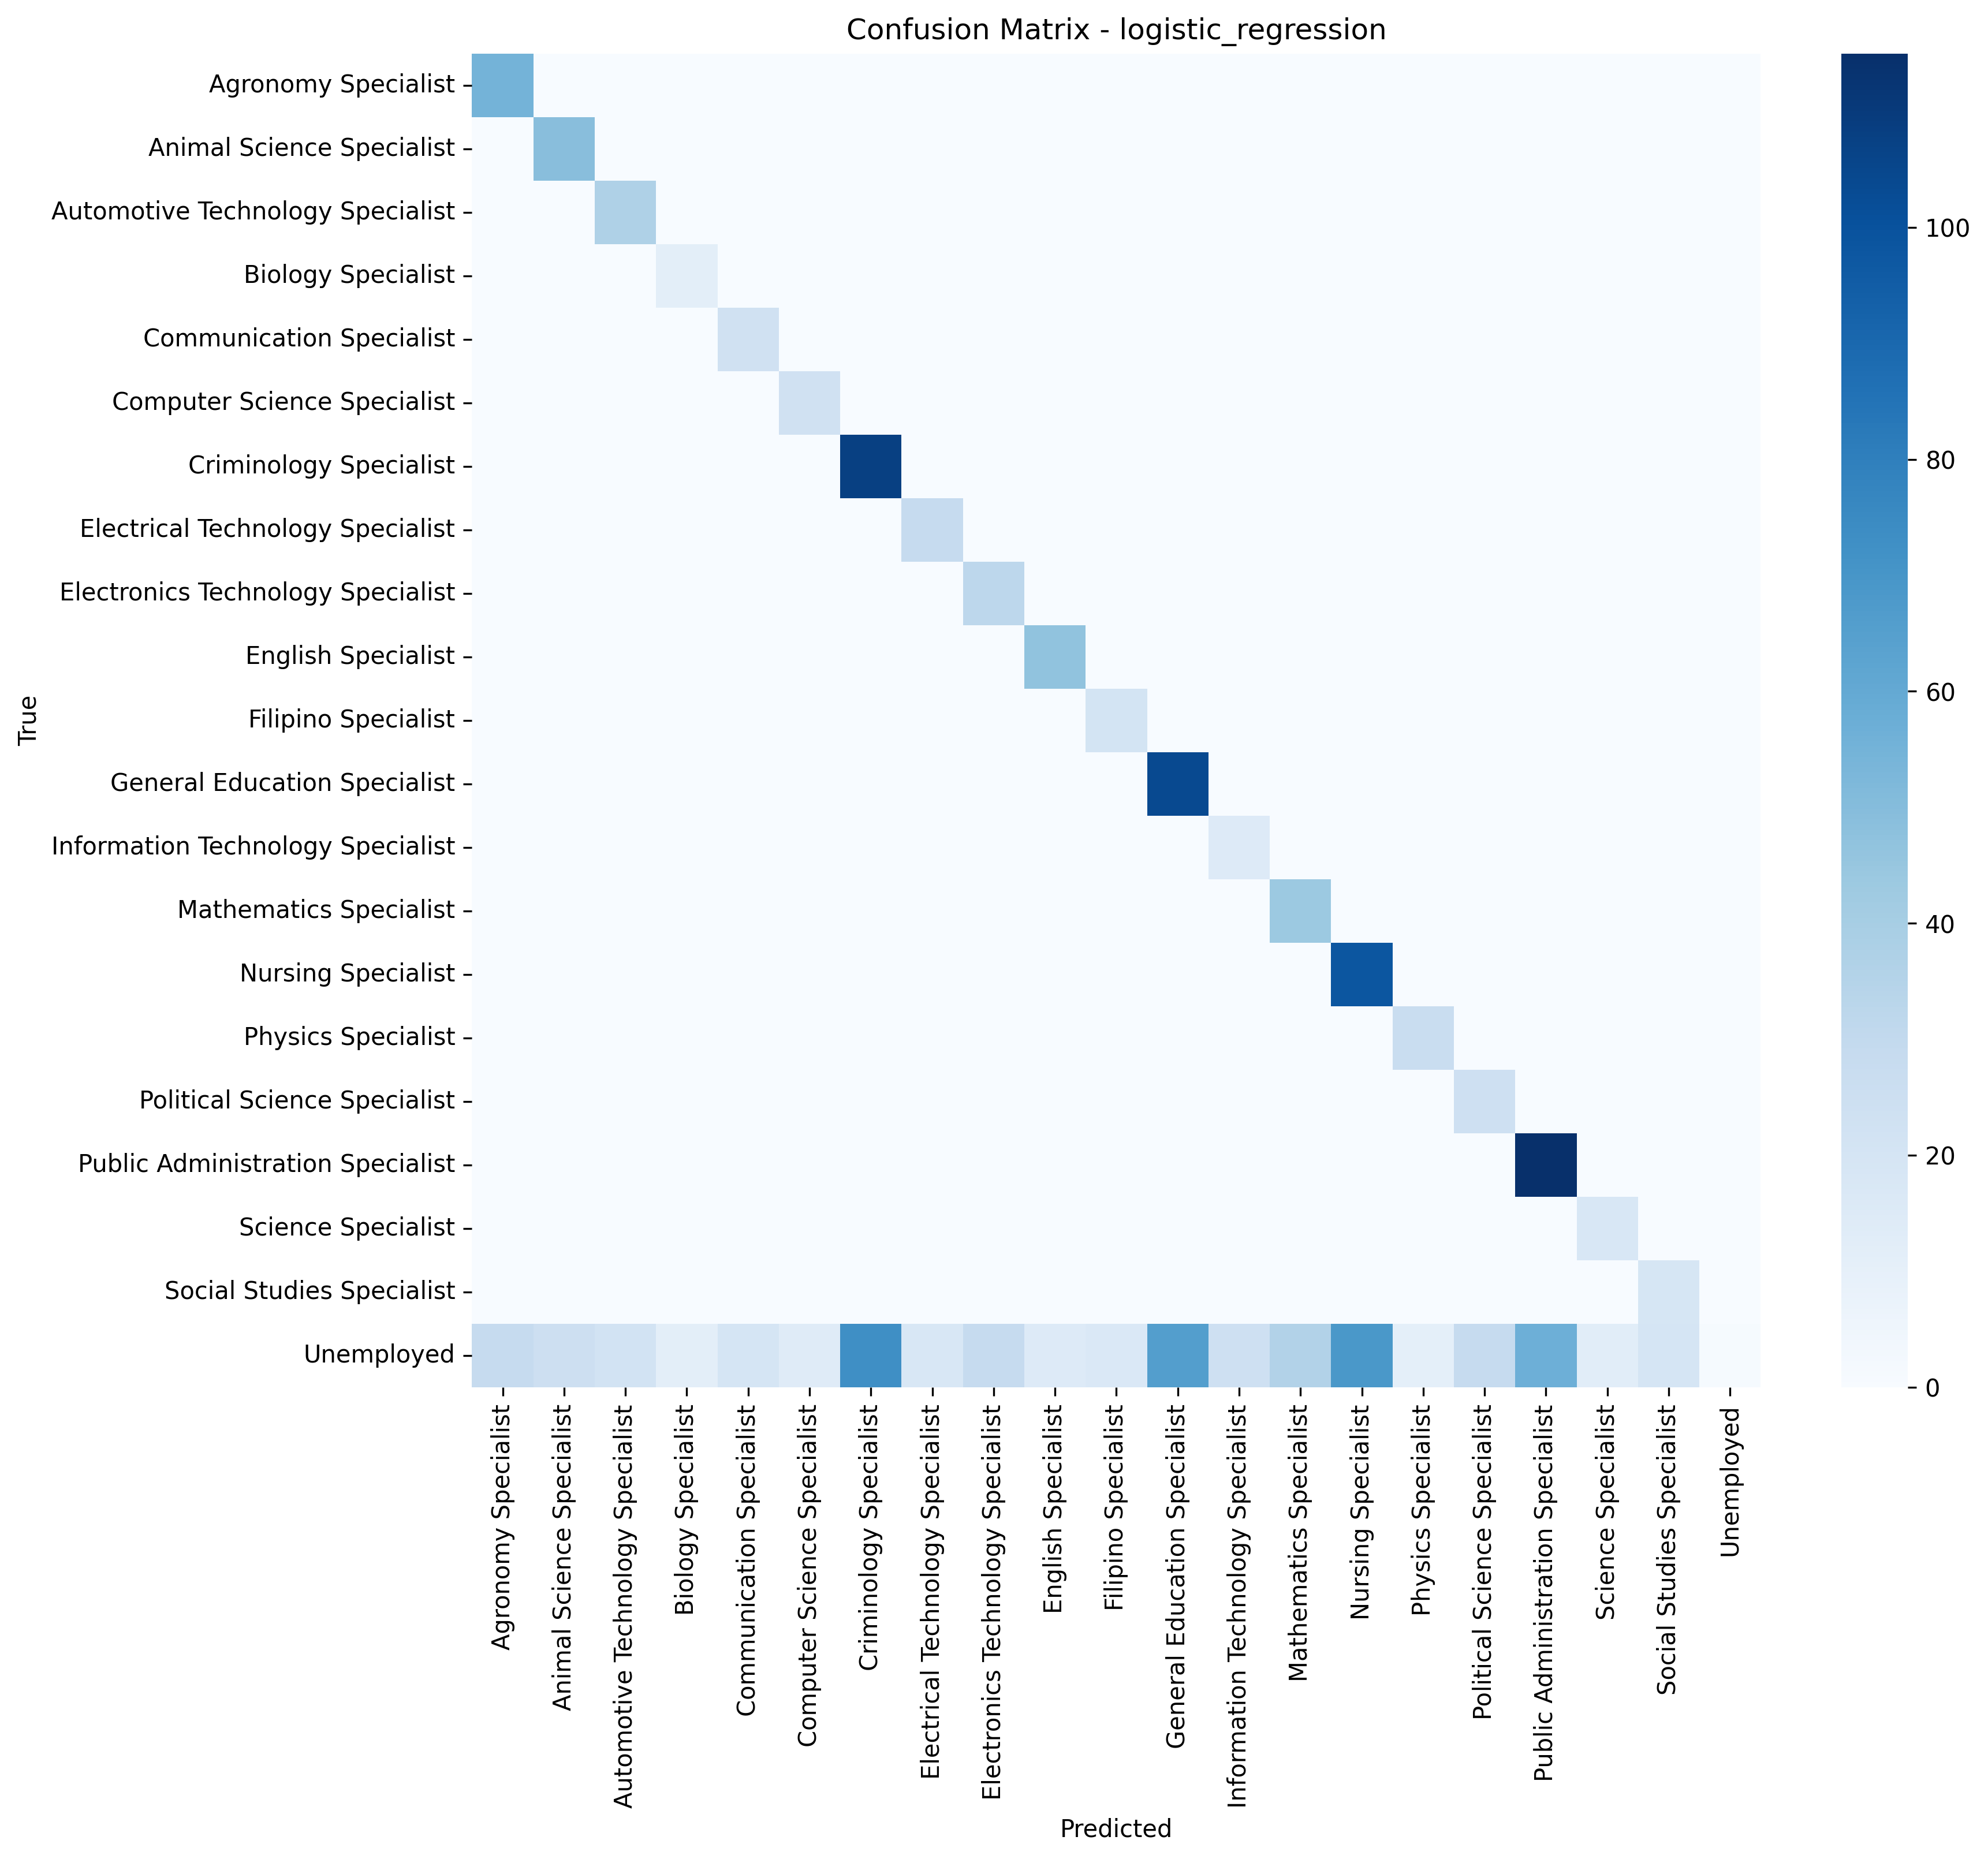 Confusion Matrix - logistic_regression
Agronomy Specialist
Animal Science Specialist
Automotive Technology Specialist
Biology Specialist
Communication Specialist
Computer Science Specialist
Criminology Specialist
Electrical Technology Specialist
Electronics Technology Specialist
English Specialist
Filipino Specialist
General Education Specialist
Information Technology Specialist
Mathematics Specialist
Nursing Specialist
Physics Specialist
Political Science Specialist
Public Administration Specialist
Science Specialist
Social Studies Specialist
Unemployed
True
100
80
60
40
20
0
Agronomy Specialist
Animal Science Specialist
Automotive Technology Specialist
Biology Specialist
Communication Specialist
Computer Science Specialist
Criminology Specialist
Electrical Technology Specialist
Electronics Technology Specialist
English Specialist
Filipino Specialist
General Education Specialist
Information Technology Specialist
Mathematics Specialist
Nursing Specialist
Physics Specialist
Political Science Specialist
Public Administration Specialist
Science Specialist
Social Studies Specialist
Unemployed
Predicted